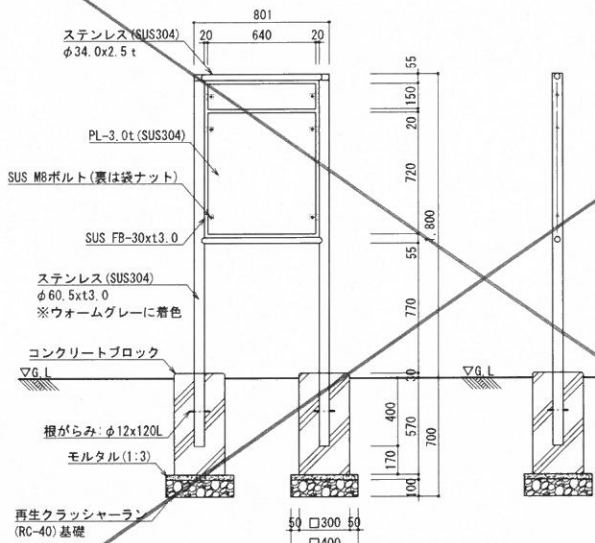 801
ステンレス(SUS304)
φ34.0x2.5t
20 640 20
55
150
20
PL-3.0t(SUS304)
720
SUS M8ボルト(裏は袋ナット)
1,800
SUS FB-30xt3.0
55
ステンレス(SUS304)
φ60.5xt3.0
※ウォームグレーに着色
770
コンクリートブロック
▽G.L
30
▽G.L
400
570
700
根がらみ:φ12x120L
モルタル(1:3)
170
100
再生クラッシャーラン
(RC-40)基礎
50 □300 50
□400